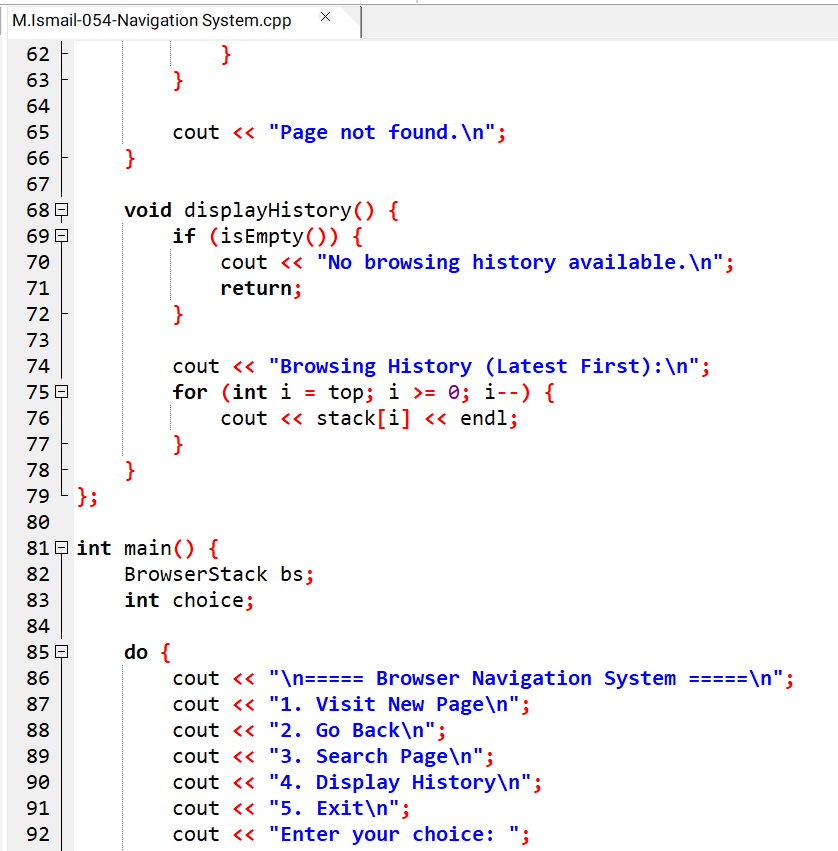 M.Ismail-054-Navigation System.cpp
62 }
63 }
64
65 cout << "Page not found.\n";
66 }
67
68 void displayHistory() {
69 if (isEmpty()) {
70 cout << "No browsing history available.\n";
71 return;
72 }
73
74 cout << "Browsing History (Latest First):\n";
75 for (int i = top; i >= 0; i--) {
76 cout << stack[i] << endl;
77 }
78 }
79 };
80
81 int main() {
82 BrowserStack bs;
83 int choice;
84
85 do {
86 cout << "\n===== Browser Navigation System =====\n";
87 cout << "1. Visit New Page\n";
88 cout << "2. Go Back\n";
89 cout << "3. Search Page\n";
90 cout << "4. Display History\n";
91 cout << "5. Exit\n";
92 cout << "Enter your choice: ";